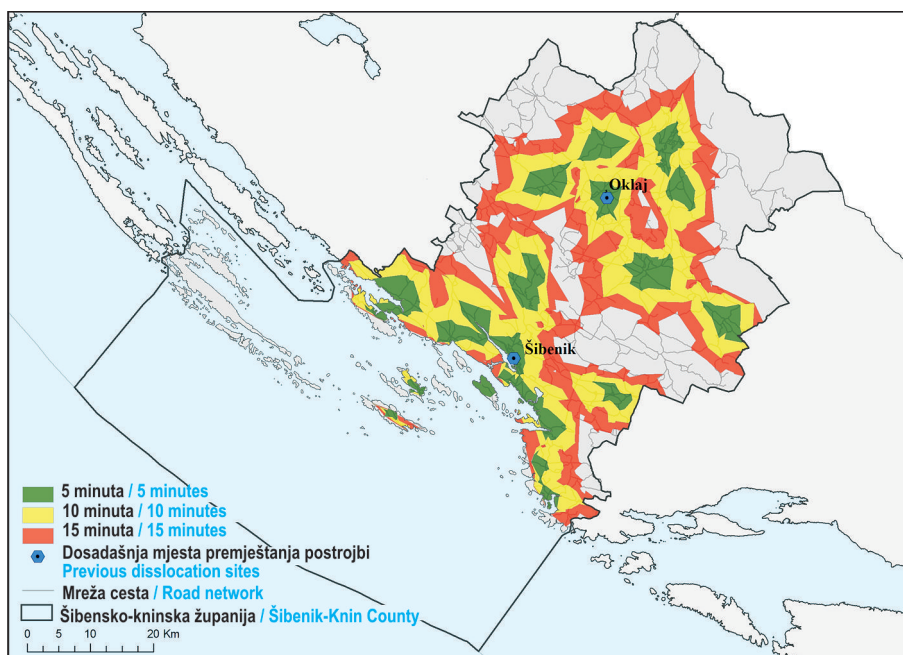 Oklaj
Šibenik
5 minuta / 5 minutes
10 minuta / 10 minutes
15 minuta / 15 minutes
Dosadašnja mjesta premještanja postrojbi
Previous disslocation sites
Mreža cesta / Road network
Šibensko-kninska županija / Šibenik-Knin County
0 5 10 20 Km